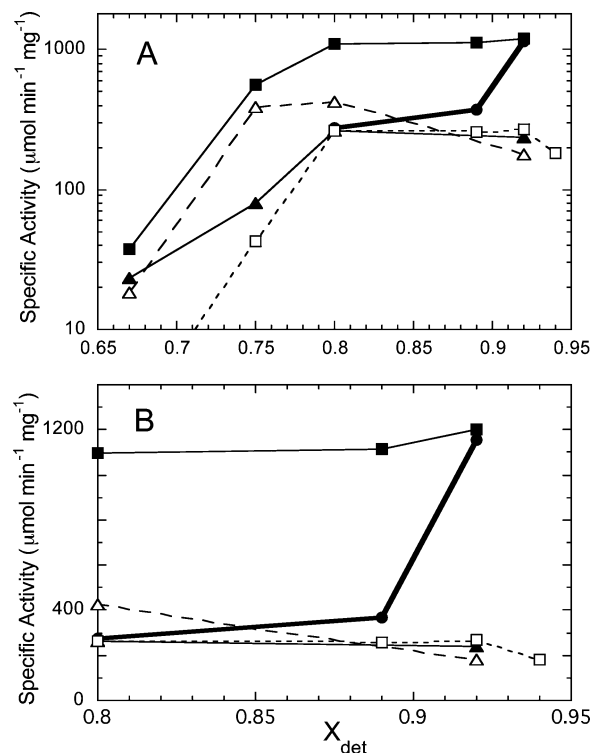 A
Specific Activity (μmol min⁻¹ mg⁻¹)
1000
100
10
0.65 0.7 0.75 0.8 0.85 0.9 0.95
B
Specific Activity (μmol min⁻¹ mg⁻¹)
1200
400
0
0.8 0.85 0.9 0.95
X_det